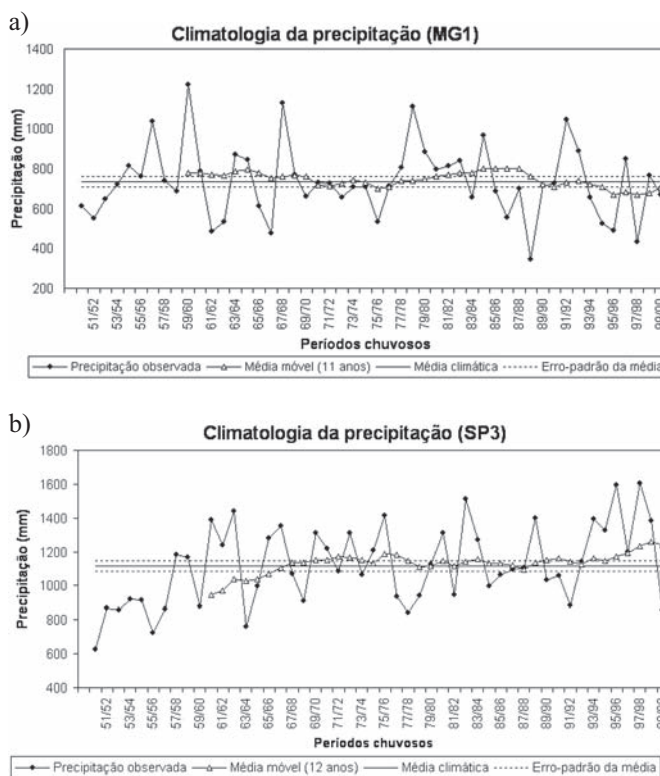 a)
Climatologia da precipitação (MG1)
Precipitação (mm)
1400
1200
1000
800
600
400
200
51/52 53/54 55/56 57/58 59/60 61/62 63/64 65/66 67/68 69/70 71/72 73/74 75/76 77/78 79/80 81/82 83/84 85/86 87/88 89/90 91/92 93/94 95/96 97/98
Períodos chuvosos
Precipitação observada Média móvel (11 anos) Média climática Erro-padrão da média
b)
Climatologia da precipitação (SP3)
Precipitação (mm)
1800
1600
1400
1200
1000
800
600
400
51/52 53/54 55/56 57/58 59/60 61/62 63/64 65/66 67/68 69/70 71/72 73/74 75/76 77/78 79/80 81/82 83/84 85/86 87/88 89/90 91/92 93/94 95/96 97/98
Períodos chuvosos
Precipitação observada Média móvel (12 anos) Média climática Erro-padrão da média